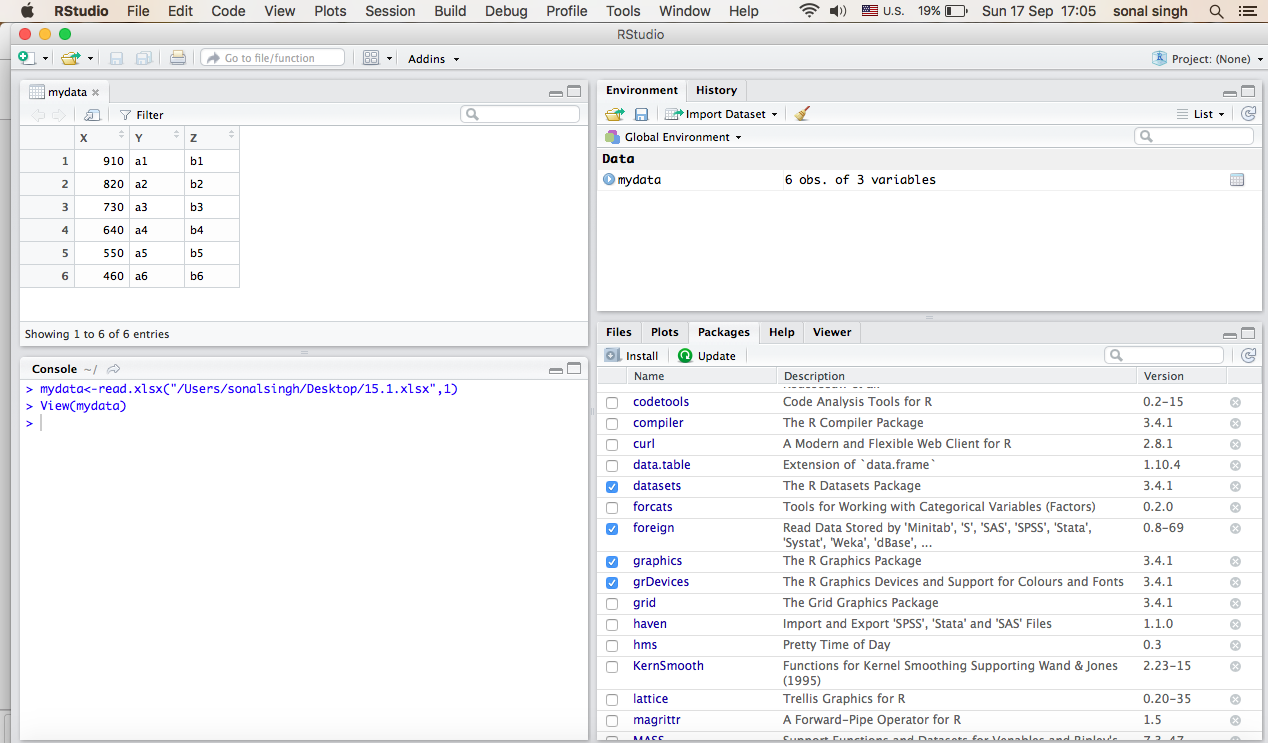 RStudio File Edit Code View Plots Session Build Debug Profile Tools Window Help U.S. 19% Sun 17 Sep 17:05 sonal singh
RStudio
Go to file/function Addins Project: (None)
mydata
Filter
X Y Z
1 910 a1 b1
2 820 a2 b2
3 730 a3 b3
4 640 a4 b4
5 550 a5 b5
6 460 a6 b6
Showing 1 to 6 of 6 entries
Console ~/
> mydata<-read.xlsx("/Users/sonalsingh/Desktop/15.1.xlsx",1)
> View(mydata)
>
Environment History
Import Dataset List
Global Environment
Data
mydata 6 obs. of 3 variables
Files Plots Packages Help Viewer
Install Update
Name Description Version
codetools Code Analysis Tools for R 0.2-15
compiler The R Compiler Package 3.4.1
curl A Modern and Flexible Web Client for R 2.8.1
data.table Extension of `data.frame` 1.10.4
datasets The R Datasets Package 3.4.1
forcats Tools for Working with Categorical Variables (Factors) 0.2.0
foreign Read Data Stored by 'Minitab', 'S', 'SAS', 'SPSS', 'Stata', 0.8-69
'Systat', 'Weka', 'dBase', ...
graphics The R Graphics Package 3.4.1
grDevices The R Graphics Devices and Support for Colours and Fonts 3.4.1
grid The Grid Graphics Package 3.4.1
haven Import and Export 'SPSS', 'Stata' and 'SAS' Files 1.1.0
hms Pretty Time of Day 0.3
KernSmooth Functions for Kernel Smoothing Supporting Wand & Jones 2.23-15
(1995)
lattice Trellis Graphics for R 0.20-35
magrittr A Forward-Pipe Operator for R 1.5
MASS Support Functions and Datasets for Venables and Ripley's 7.3-47